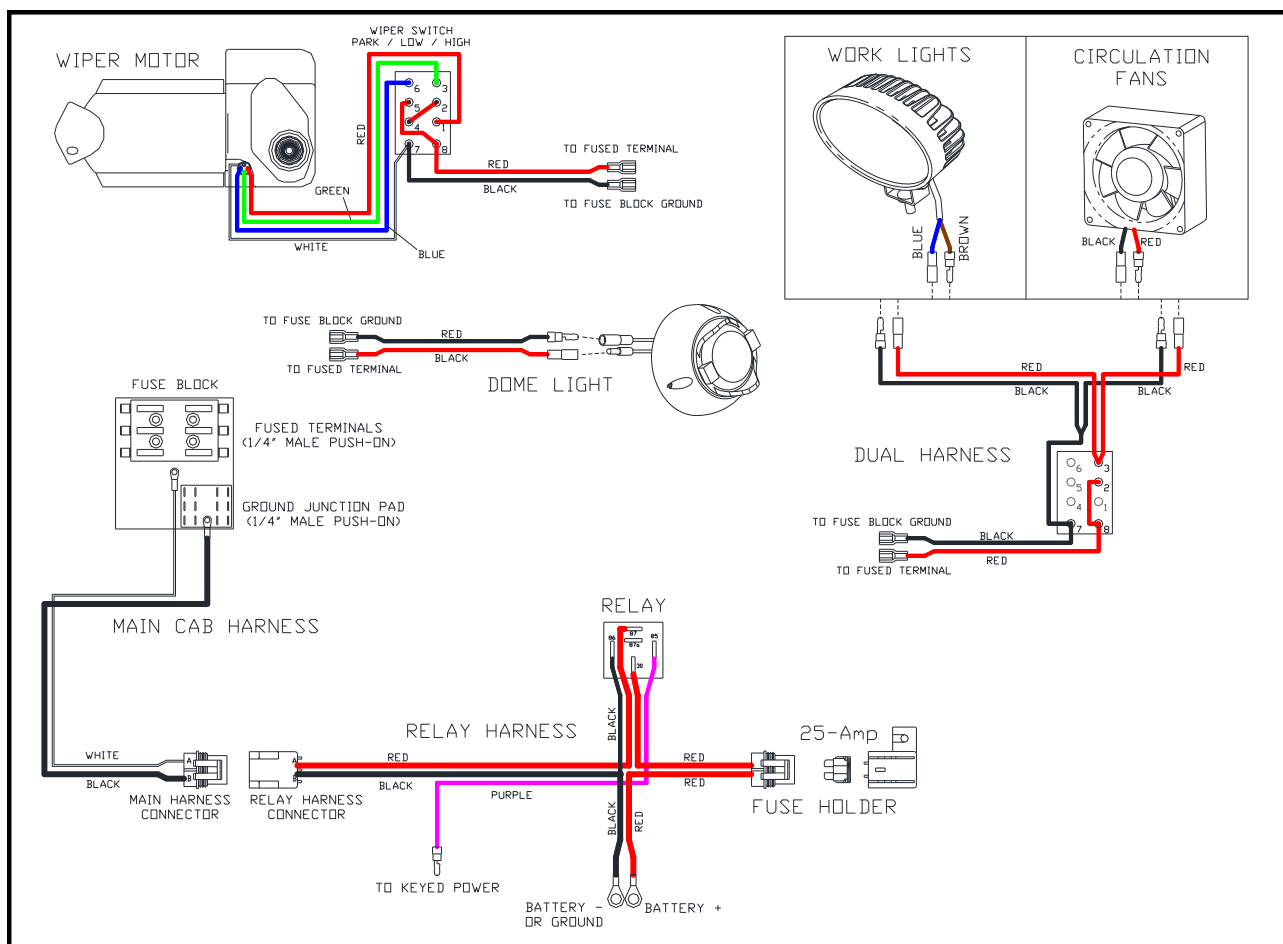 WIPER SWITCH
PARK / LOW / HIGH
WIPER MOTOR
6
3
5
2
4
1
7
8
RED
GREEN
WHITE
BLUE
RED
BLACK
TO FUSED TERMINAL
TO FUSE BLOCK GROUND
WORK LIGHTS
BLUE
BROWN
CIRCULATION
FANS
BLACK
RED
TO FUSE BLOCK GROUND
RED
BLACK
TO FUSED TERMINAL
DOME LIGHT
RED
BLACK
RED
BLACK
DUAL HARNESS
6
3
5
2
4
1
7
8
TO FUSE BLOCK GROUND
BLACK
RED
TO FUSED TERMINAL
FUSE BLOCK
FUSED TERMINALS
(1/4" MALE PUSH-ON)
GROUND JUNCTION PAD
(1/4" MALE PUSH-ON)
MAIN CAB HARNESS
RELAY
86
87
87a
85
30
BLACK
RELAY HARNESS
25-Amp
WHITE
BLACK
A
B
MAIN HARNESS
CONNECTOR
A
B
RELAY HARNESS
CONNECTOR
RED
BLACK
PURPLE
RED
RED
FUSE HOLDER
BLACK
RED
TO KEYED POWER
BATTERY -
OR GROUND
BATTERY +